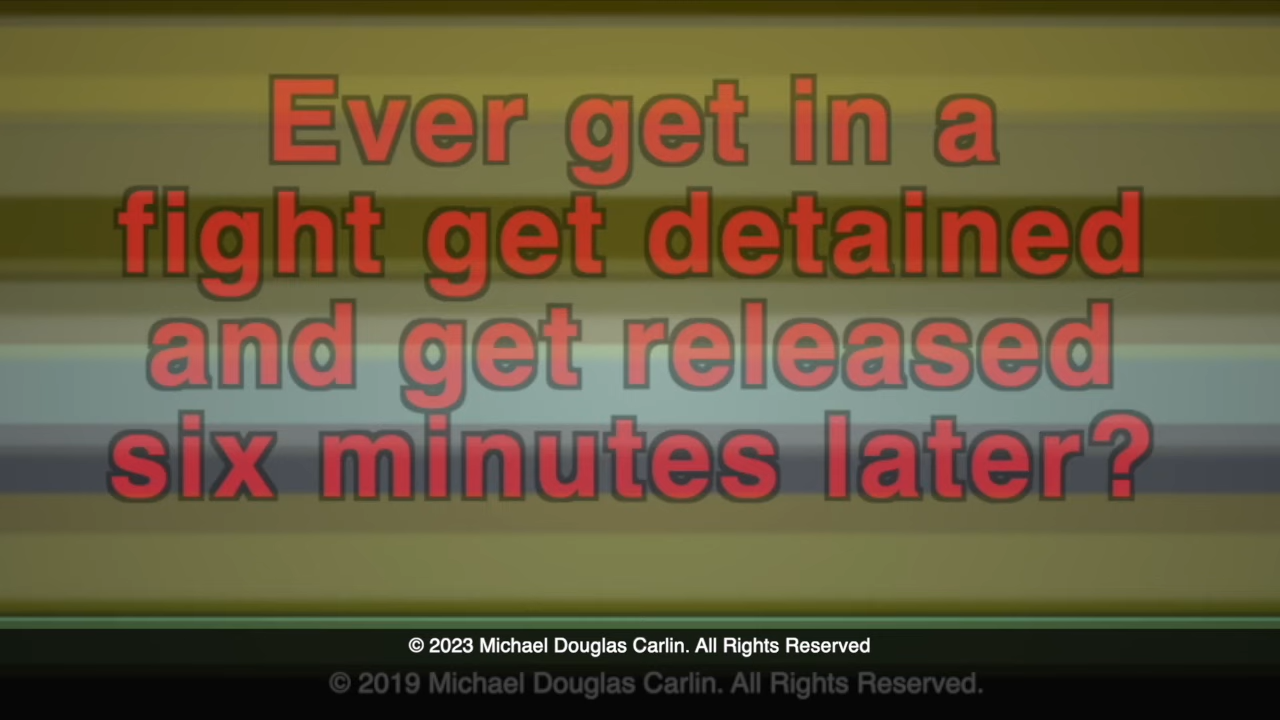 Ever get in a
fight get detained
and get released
six minutes later?
© 2023 Michael Douglas Carlin. All Rights Reserved
© 2019 Michael Douglas Carlin. All Rights Reserved.